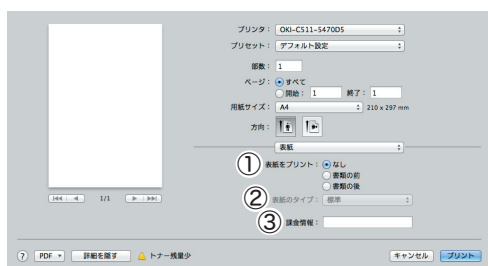 プリンタ： OKI-C511-5470D5
プリセット： デフォルト設定
部数： 1
ページ： すべて
開始： 1 終了： 1
用紙サイズ： A4 210 x 297 mm
方向：
表紙
① 表紙をプリント： なし
書類の前
書類の後
1/1
② 表紙のタイプ： 標準
③ 課金情報：
? PDF 詳細を隠す トナー残量少 キャンセル プリント